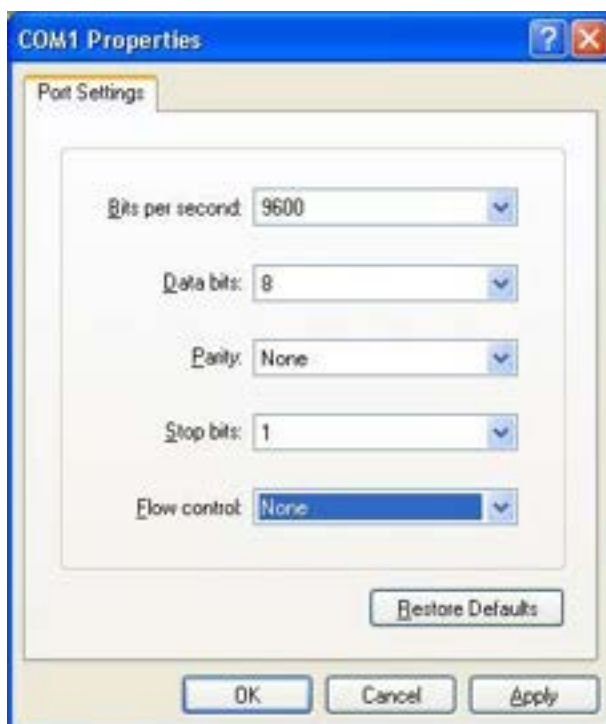 COM1 Properties
Port Settings
Bits per second: 9600
Data bits: 8
Parity: None
Stop bits: 1
Flow control: None
Restore Defaults
OK Cancel Apply